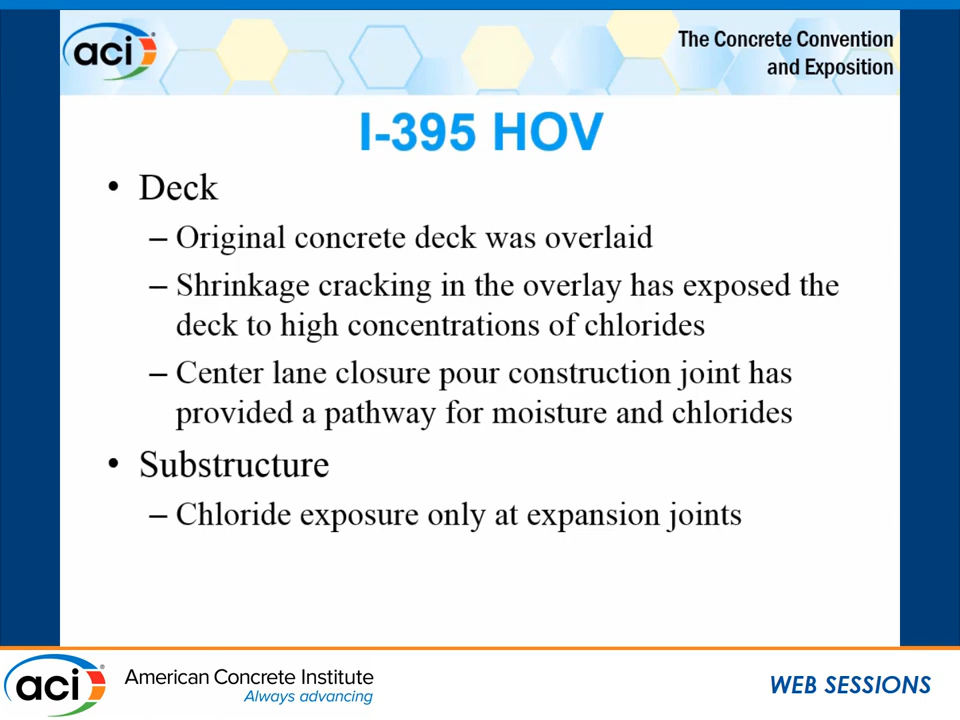 aci
The Concrete Convention
and Exposition
I-395 HOV
• Deck
– Original concrete deck was overlaid
– Shrinkage cracking in the overlay has exposed the
deck to high concentrations of chlorides
– Center lane closure pour construction joint has
provided a pathway for moisture and chlorides
• Substructure
– Chloride exposure only at expansion joints
aci
American Concrete Institute
Always advancing
WEB SESSIONS